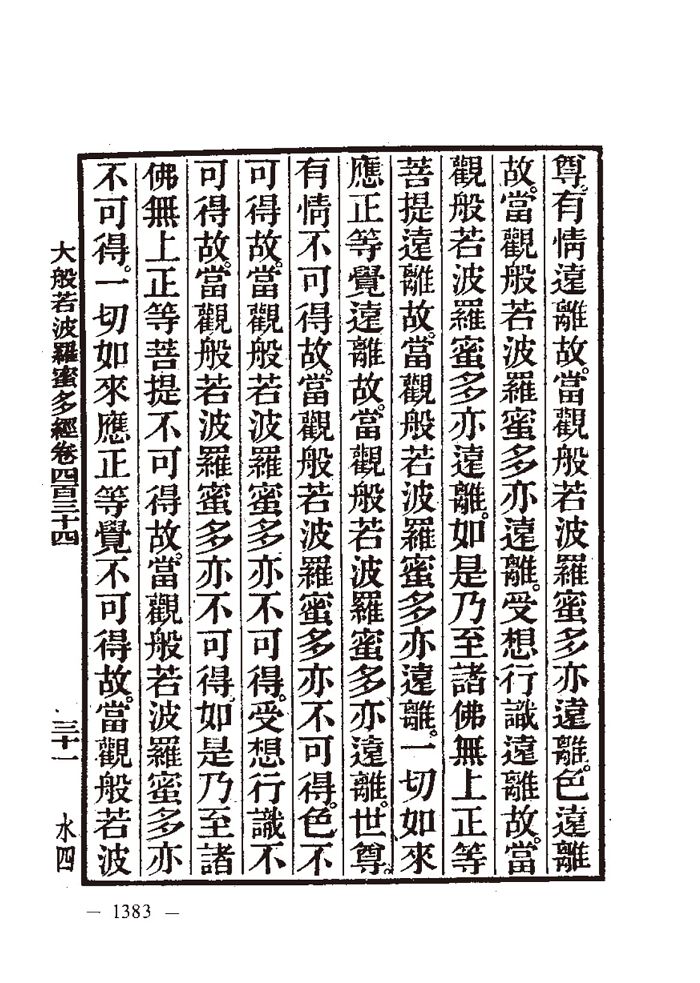 尊。有情遠離故。當觀般若波羅蜜多亦遠離。色遠離
故。當觀般若波羅蜜多亦遠離。受想行識遠離故。當
觀般若波羅蜜多亦遠離。如是乃至諸佛無上正等
菩提遠離故。當觀般若波羅蜜多亦遠離。一切如來
應正等覺遠離故。當觀般若波羅蜜多亦遠離。世尊。
有情不可得故。當觀般若波羅蜜多亦不可得。色不
可得故。當觀般若波羅蜜多亦不可得。受想行識不
可得故。當觀般若波羅蜜多亦不可得。如是乃至諸
佛無上正等菩提不可得故。當觀般若波羅蜜多亦
不可得。一切如來應正等覺不可得故。當觀般若波
大般若波羅蜜多經卷四百三十四 三十一 水四
— 1383 —